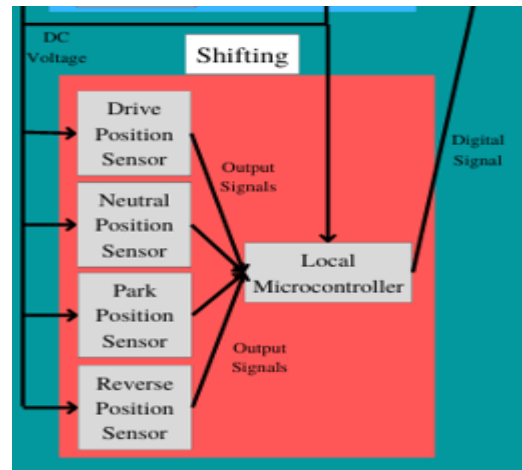 DC
Voltage
Shifting
Drive
Position
Sensor
Output
Signals
Digital
Signal
Neutral
Position
Sensor
Local
Microcontroller
Park
Position
Sensor
Output
Signals
Reverse
Position
Sensor